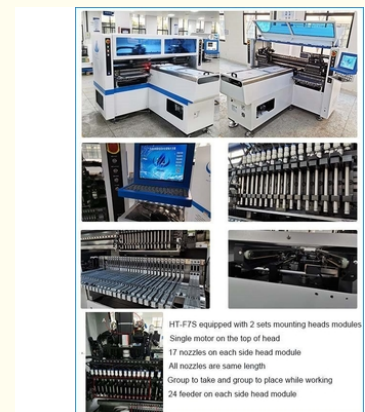 HT-F7S equipped with 2 sets mounting heads modules
Single motor on the top of head
17 nozzles on each side head module
All nozzles are same length
Group to take and group to place while working
24 feeder on each side head module